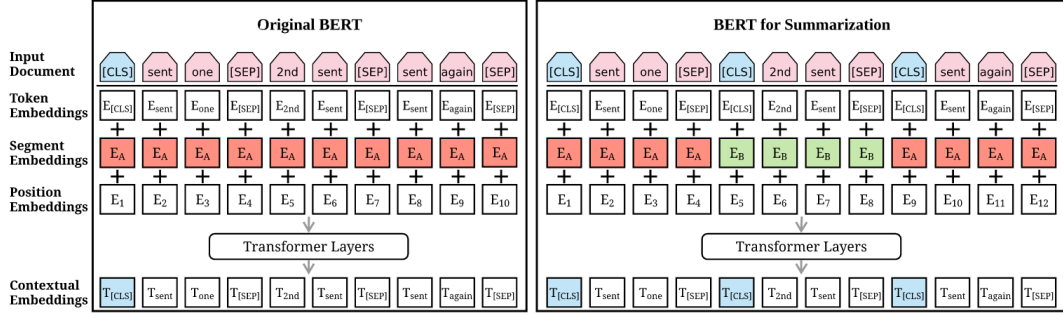 Original BERT
BERT for Summarization
Input Document [CLS] sent one [SEP] 2nd sent [SEP] sent again [SEP] [CLS] sent one [SEP] [CLS] 2nd sent [SEP] [CLS] sent again [SEP]
Token Embeddings E[CLS] Esent Eone E[SEP] E2nd Esent E[SEP] Esent Eagain E[SEP] E[CLS] Esent Eone E[SEP] E[CLS] E2nd Esent E[SEP] E[CLS] Esent Eagain E[SEP]
+ + + + + + + + + + + + + + + + + + + + + +
Segment Embeddings EA EA EA EA EA EA EA EA EA EA EA EA EA EA EB EB EB EB EA EA EA EA
+ + + + + + + + + + + + + + + + + + + + + +
Position Embeddings E1 E2 E3 E4 E5 E6 E7 E8 E9 E10 E1 E2 E3 E4 E5 E6 E7 E8 E9 E10 E11 E12
Transformer Layers Transformer Layers
Contextual Embeddings T[CLS] Tsent Tone T[SEP] T2nd Tsent T[SEP] Tsent Tagain T[SEP] T[CLS] Tsent Tone T[SEP] T[CLS] T2nd Tsent T[SEP] T[CLS] Tsent Tagain T[SEP]